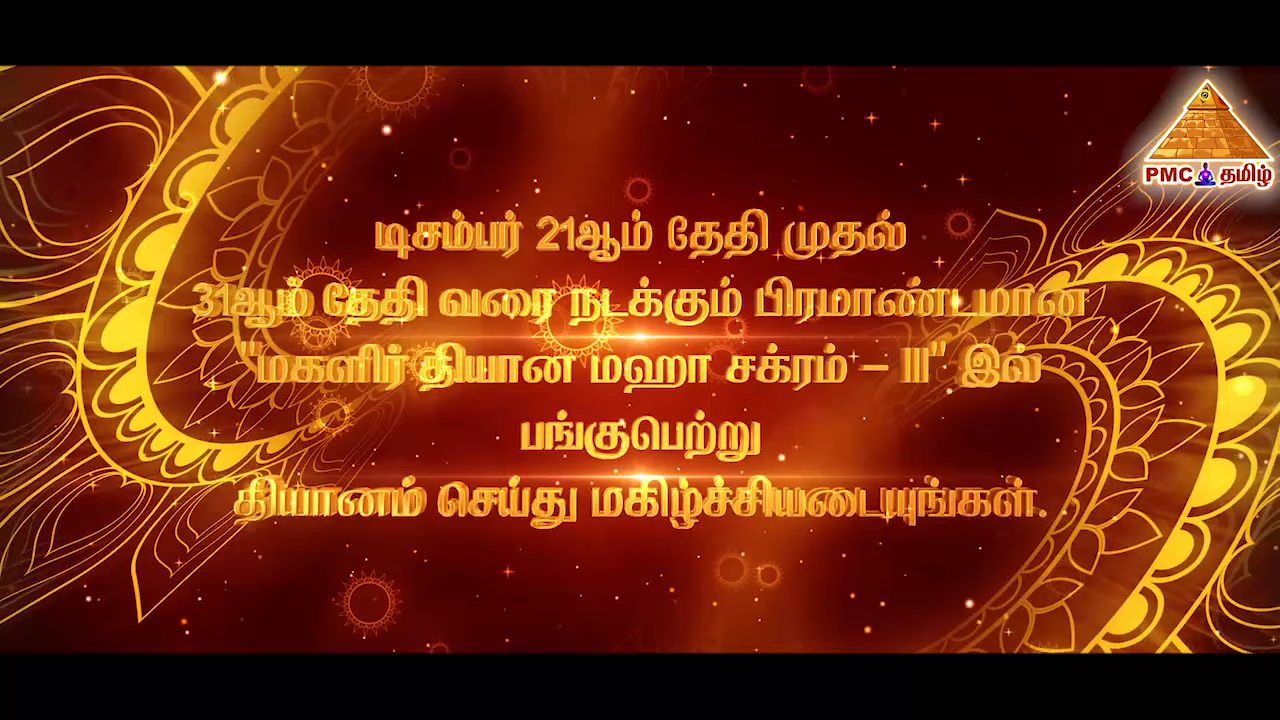 PMC தமிழ்
டிசம்பர் 21ஆம் தேதி முதல்
31ஆம் தேதி வரை நடக்கும் பிரமாண்டமான
"மகளிர் தியான மஹா சக்ரம் – III" இல்
பங்குபெற்று
தியானம் செய்து மகிழ்ச்சியடையுங்கள்.